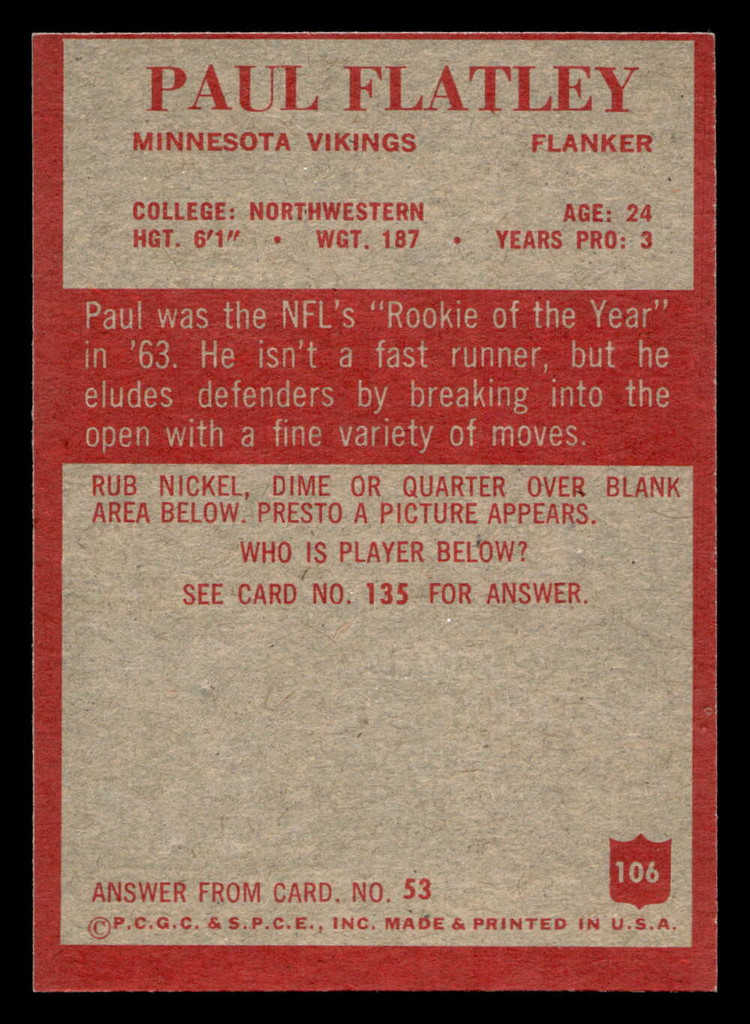 PAUL FLATLEY
MINNESOTA VIKINGS FLANKER
COLLEGE: NORTHWESTERN AGE: 24
HGT. 6'1" • WGT. 187 • YEARS PRO: 3
Paul was the NFL's "Rookie of the Year"
in '63. He isn't a fast runner, but he
eludes defenders by breaking into the
open with a fine variety of moves.
RUB NICKEL, DIME OR QUARTER OVER BLANK
AREA BELOW. PRESTO A PICTURE APPEARS.
WHO IS PLAYER BELOW?
SEE CARD NO. 135 FOR ANSWER.
106
ANSWER FROM CARD. NO. 53
©P.C.G.C. & S.P.C.E., INC. MADE & PRINTED IN U.S.A.